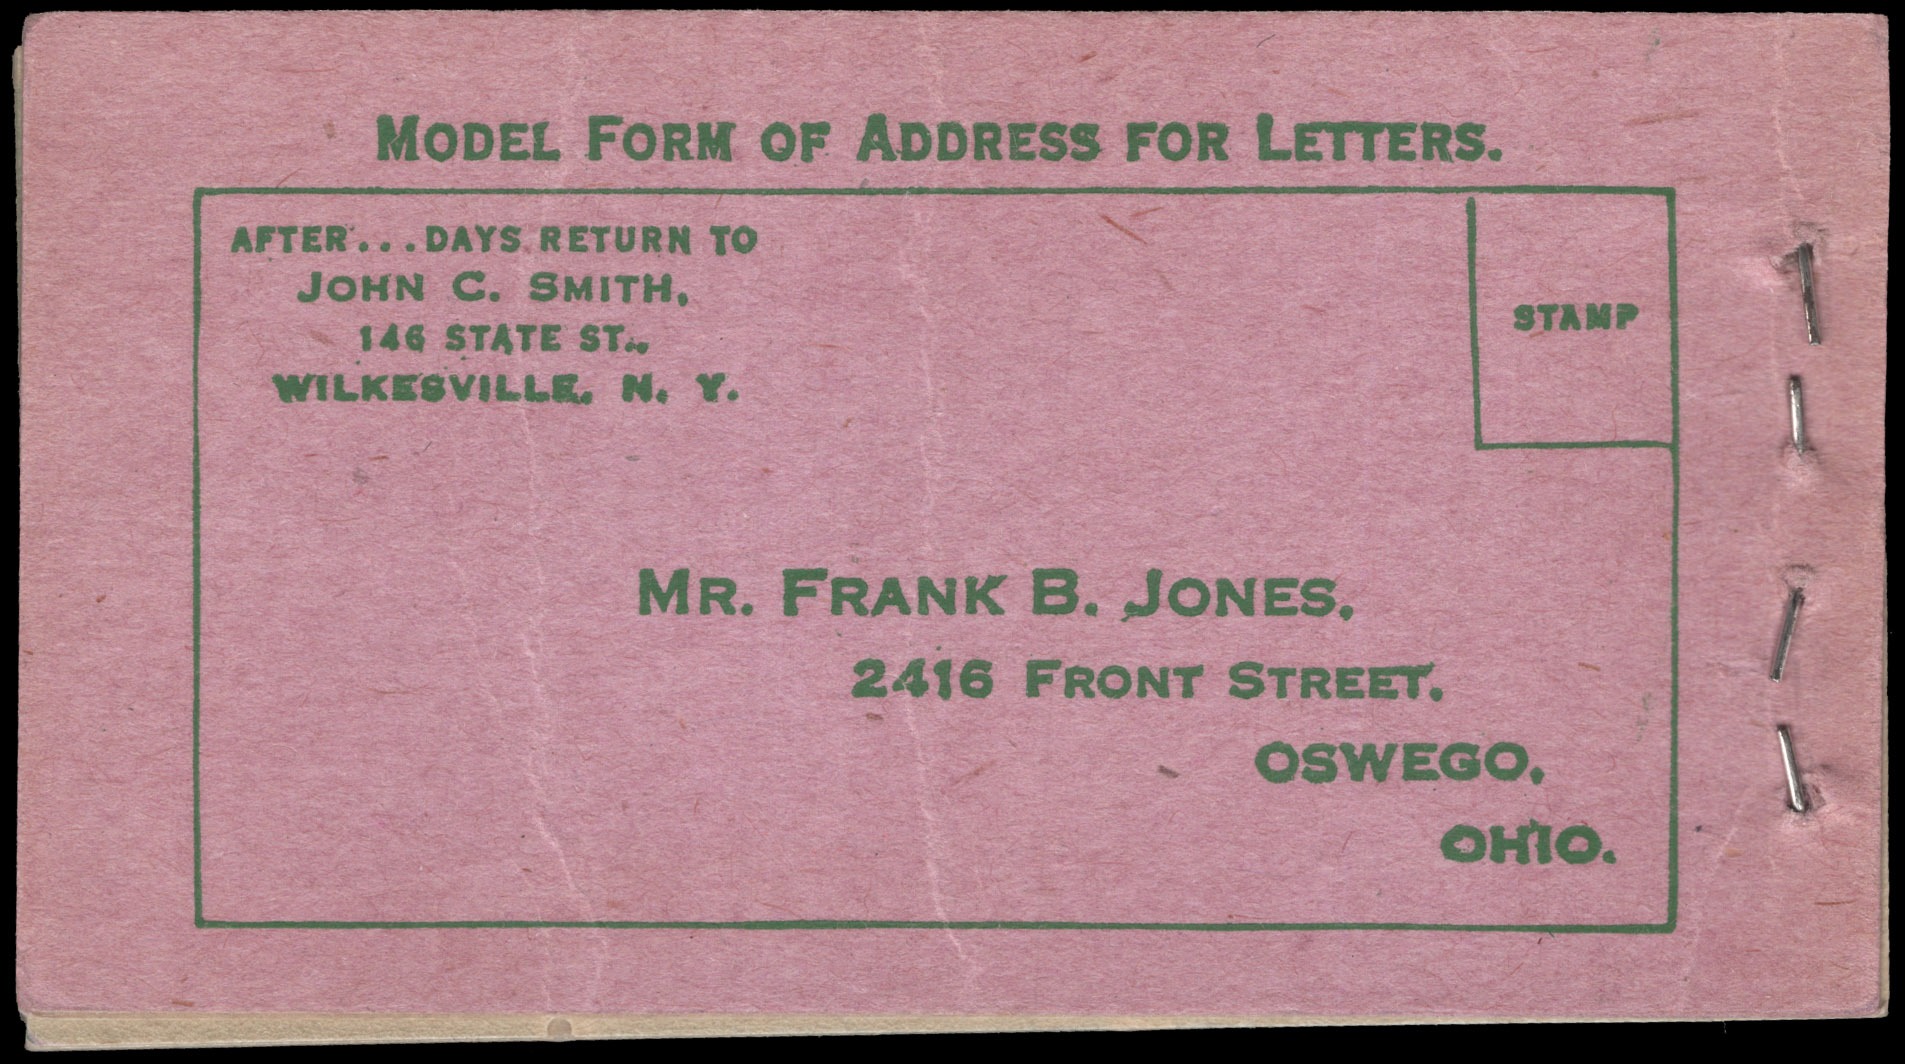 MODEL FORM OF ADDRESS FOR LETTERS.
AFTER...DAYS RETURN TO
JOHN C. SMITH,
146 STATE ST.,
WILKESVILLE, N. Y.
STAMP
MR. FRANK B. JONES,
2416 FRONT STREET.
OSWEGO,
OHIO.